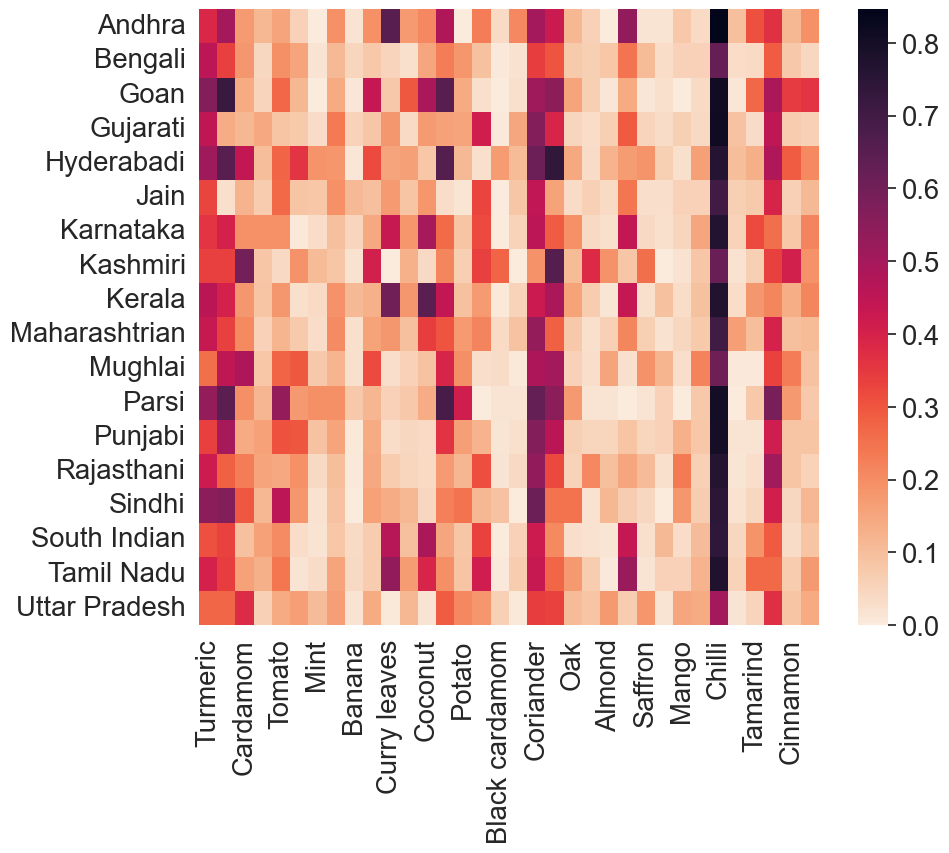 Andhra
Bengali
Goan
Gujarati
Hyderabadi
Jain
Karnataka
Kashmiri
Kerala
Maharashtrian
Mughlai
Parsi
Punjabi
Rajasthani
Sindhi
South Indian
Tamil Nadu
Uttar Pradesh
Turmeric
Cardamom
Tomato
Mint
Banana
Curry leaves
Coconut
Potato
Black cardamom
Coriander
Oak
Almond
Saffron
Mango
Chilli
Tamarind
Cinnamon
0.8
0.7
0.6
0.5
0.4
0.3
0.2
0.1
0.0